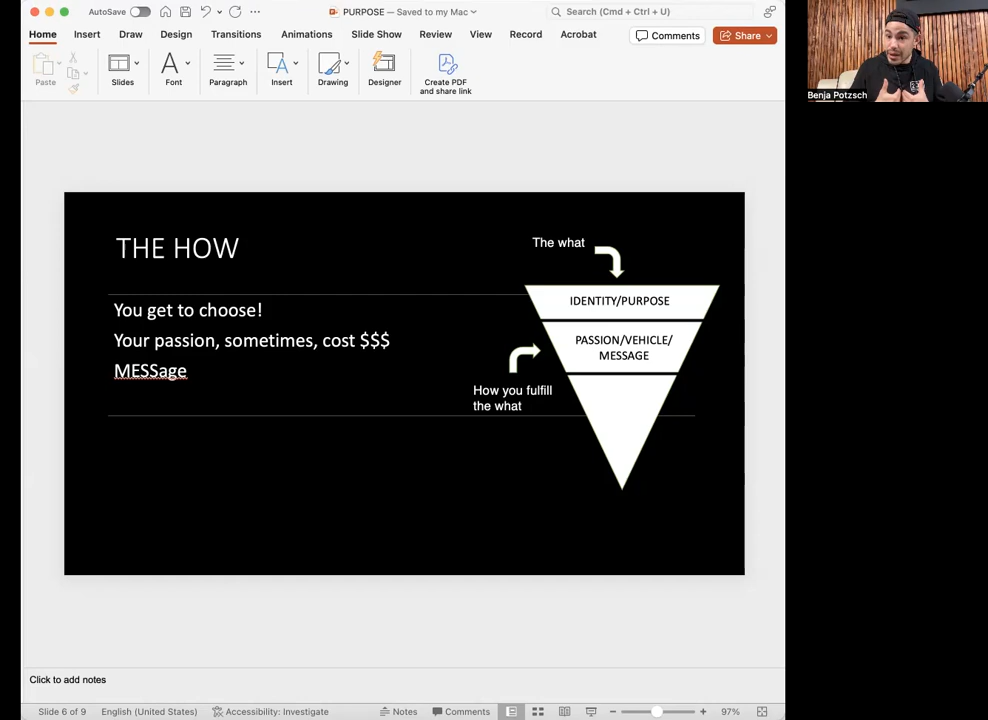 AutoSave
PURPOSE — Saved to my Mac
Search (Cmd + Ctrl + U)
Home
Insert
Draw
Design
Transitions
Animations
Slide Show
Review
View
Record
Acrobat
Comments
Share
Paste
Slides
Font
Paragraph
Insert
Drawing
Designer
Create PDF
and share link
Benja Potzsch
THE HOW
You get to choose!
Your passion, sometimes, cost $$$
MESSage
The what
IDENTITY/PURPOSE
PASSION/VEHICLE/
MESSAGE
How you fulfill
the what
Click to add notes
Slide 6 of 9
English (United States)
Accessibility: Investigate
Notes
Comments
97%